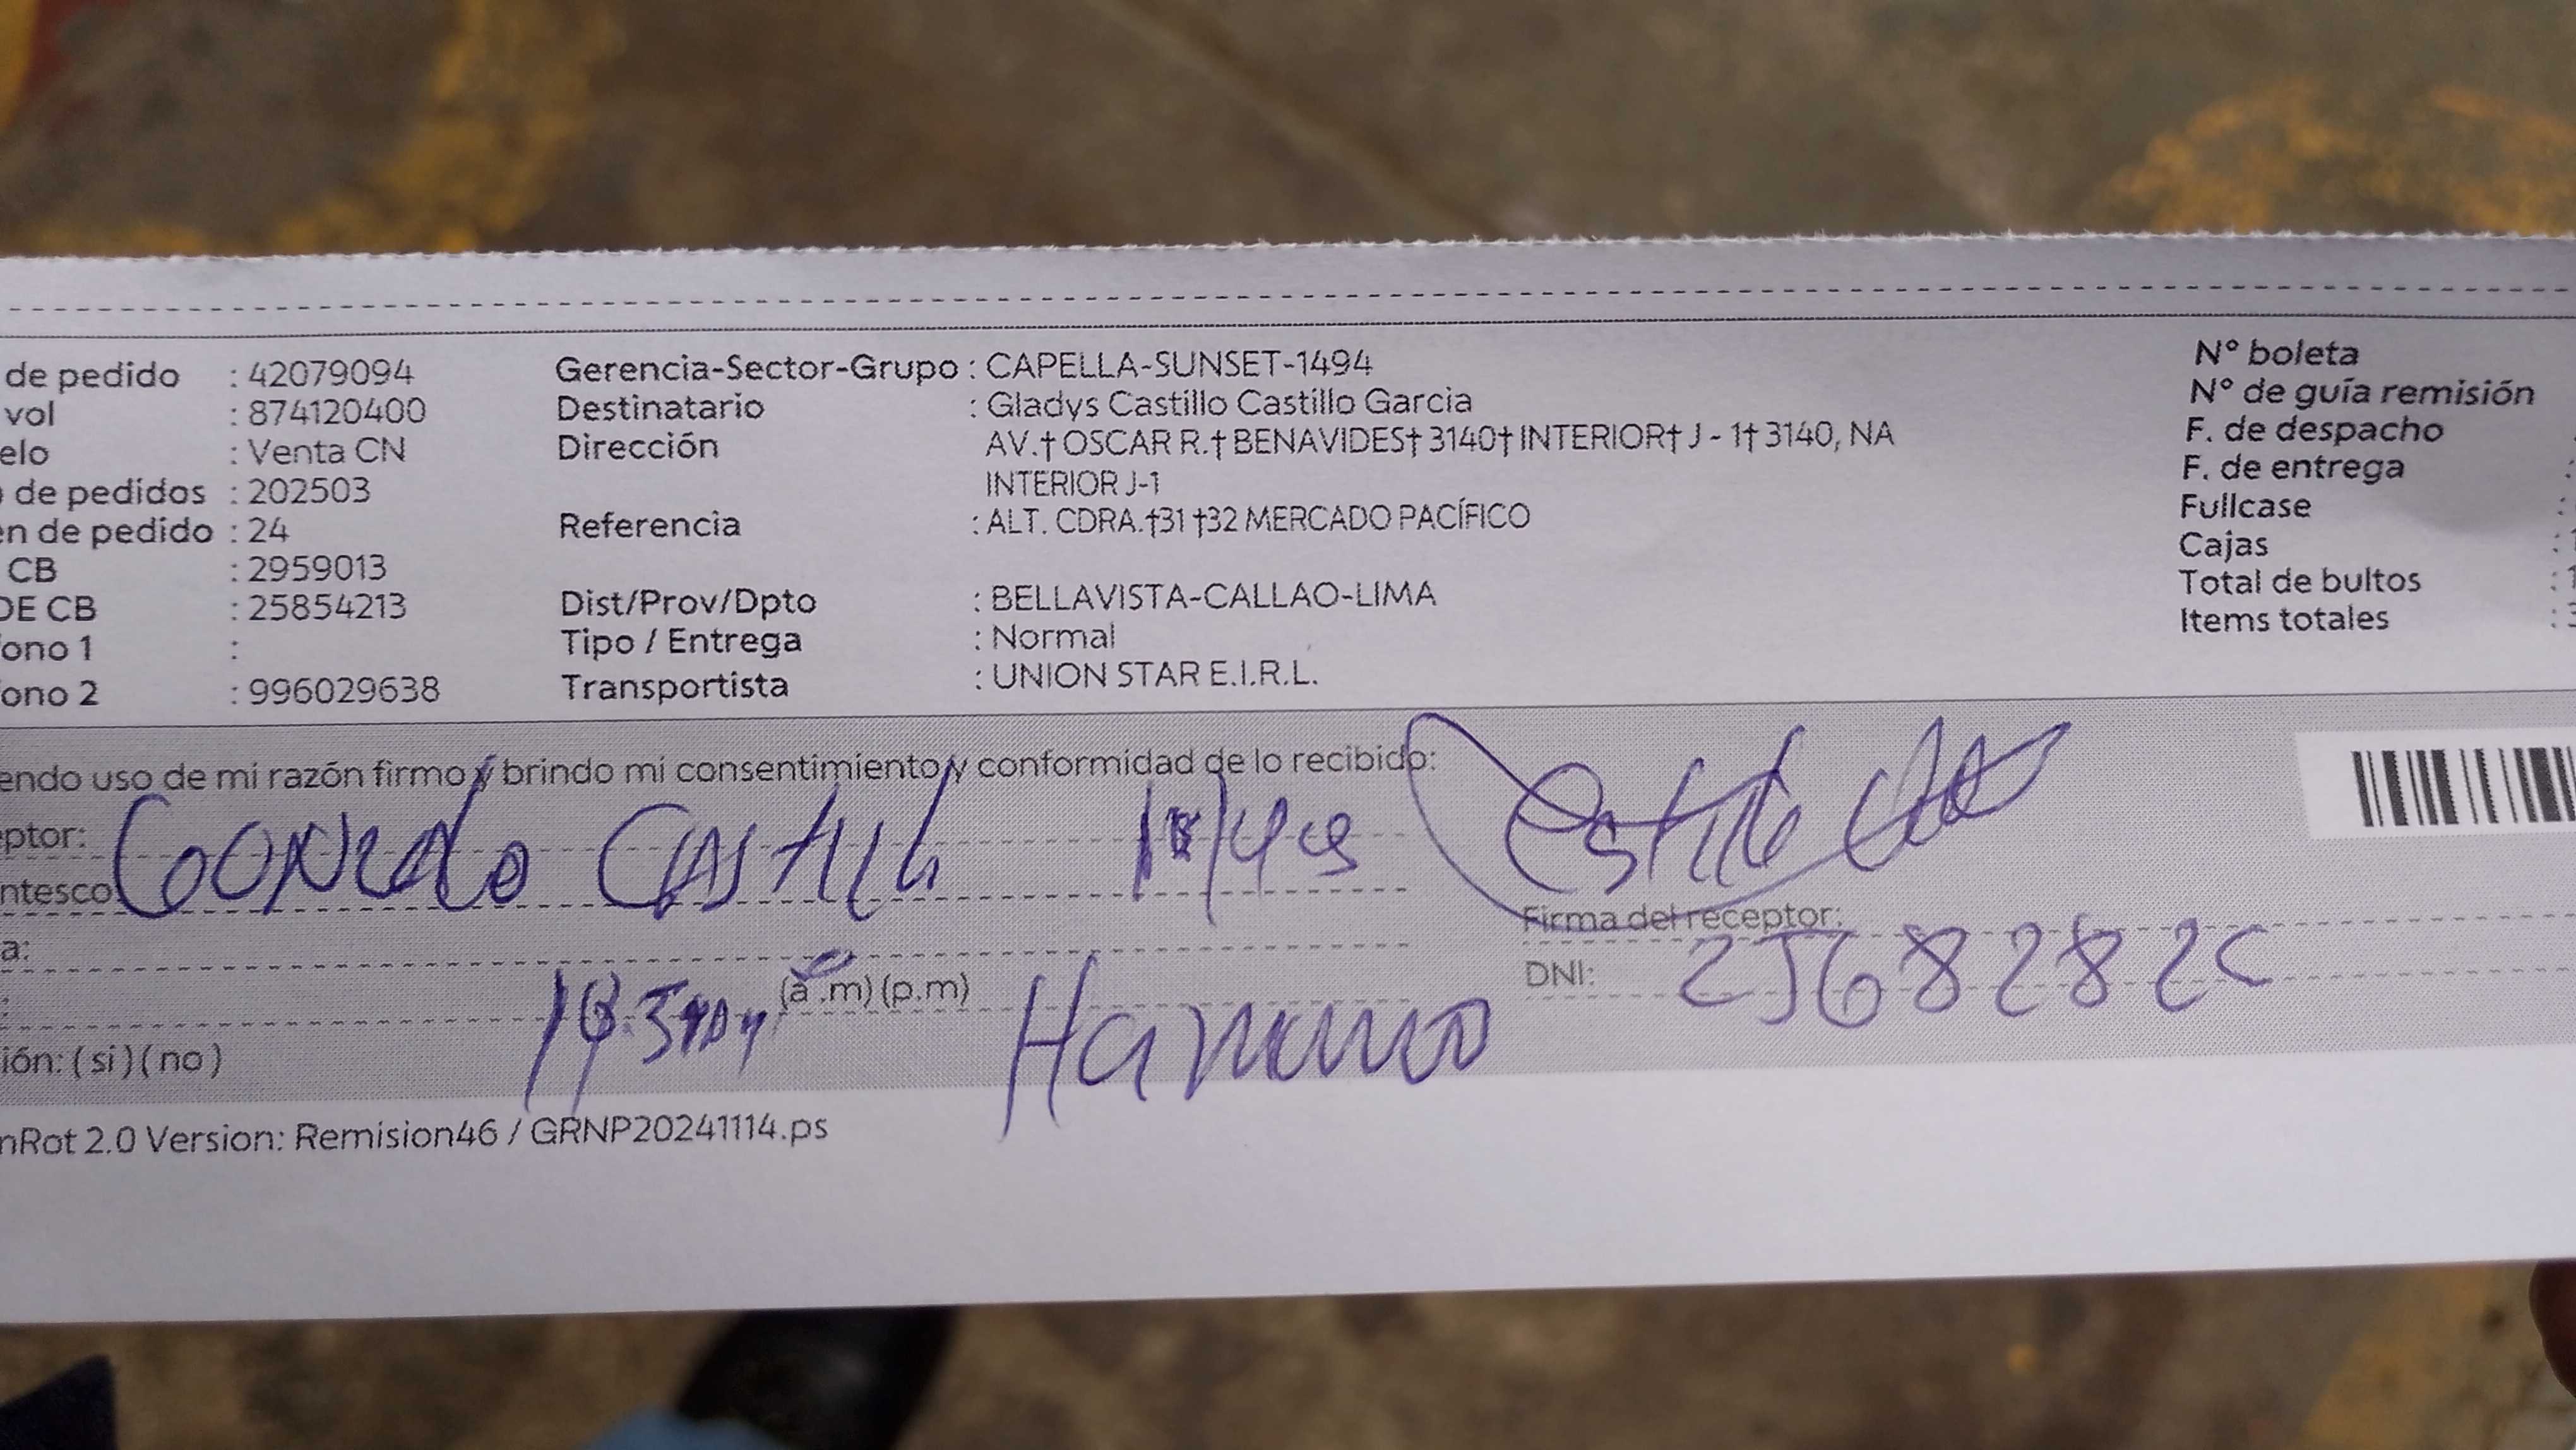 de pedido : 42079094 Gerencia-Sector-Grupo : CAPELLA-SUNSET-1494 N° boleta
vol : 874120400 Destinatario : Gladys Castillo Castillo Garcia N° de guía remisión
elo : Venta CN Dirección AV.† OSCAR R.† BENAVIDES† 3140† INTERIOR† J - 1† 3140, NA F. de despacho
INTERIOR J-1 F. de entrega :
de pedidos : 202503
en de pedido : 24 Referencia : ALT. CDRA.†31 †32 MERCADO PACÍFICO Fullcase :
CB : 2959013 Cajas : 1
DE CB : 25854213 Dist/Prov/Dpto : BELLAVISTA-CALLAO-LIMA Total de bultos : 1
ono 1 : Tipo / Entrega : Normal Items totales : 3
ono 2 : 996029638 Transportista : UNION STAR E.I.R.L.
endo uso de mi razón firmo y brindo mi consentimiento y conformidad de lo recibido:
eptor:
ntesco
Castillo
Firma del receptor:
a:
DNI:
(a.m) (p.m)
Hermano
ión: ( si ) ( no )
nRot 2.0 Version: Remision46 / GRNP20241114.ps